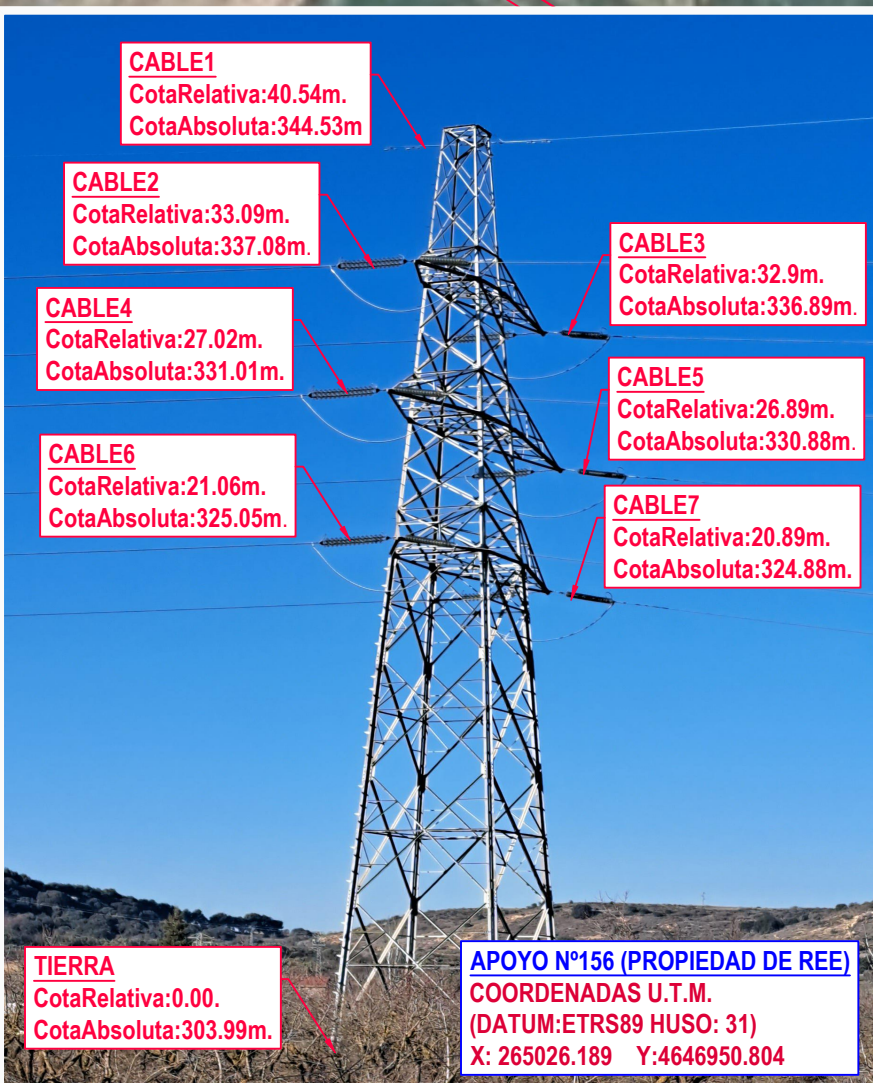 CABLE1
CotaRelativa:40.54m.
CotaAbsoluta:344.53m
CABLE2
CotaRelativa:33.09m.
CotaAbsoluta:337.08m.
CABLE3
CotaRelativa:32.9m.
CotaAbsoluta:336.89m.
CABLE4
CotaRelativa:27.02m.
CotaAbsoluta:331.01m.
CABLE5
CotaRelativa:26.89m.
CotaAbsoluta:330.88m.
CABLE6
CotaRelativa:21.06m.
CotaAbsoluta:325.05m.
CABLE7
CotaRelativa:20.89m.
CotaAbsoluta:324.88m.
TIERRA
CotaRelativa:0.00.
CotaAbsoluta:303.99m.
APOYO Nº156 (PROPIEDAD DE REE)
COORDENADAS U.T.M.
(DATUM:ETRS89 HUSO: 31)
X: 265026.189 Y:4646950.804